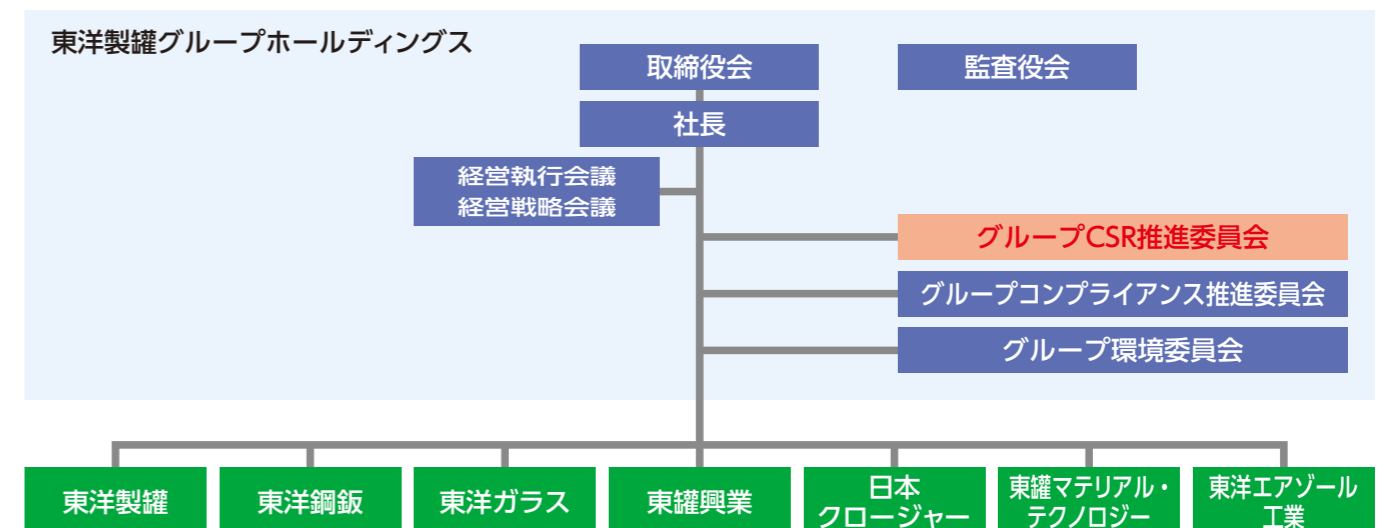 東洋製罐グループホールディングス
取締役会
監査役会
社長
経営執行会議
経営戦略会議
グループCSR推進委員会
グループコンプライアンス推進委員会
グループ環境委員会
東洋製罐
東洋鋼鈑
東洋ガラス
東罐興業
日本
クロージャー
東罐マテリアル・
テクノロジー
東洋エアゾール
工業